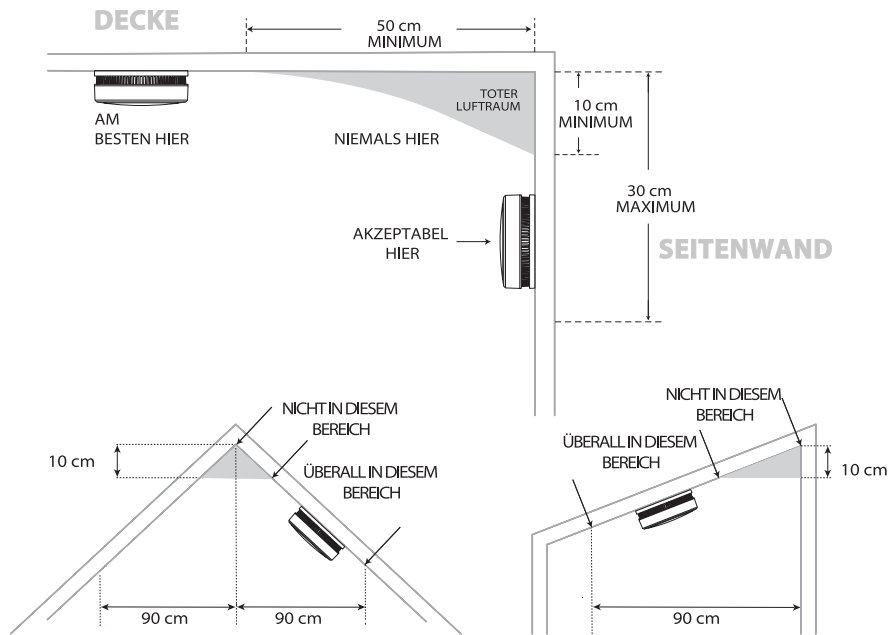 DECKE
50 cm
MINIMUM
TOTER
LUFTRAUM
10 cm
MINIMUM
AM
BESTEN HIER
NIEMALS HIER
30 cm
MAXIMUM
AKZEPTABEL
HIER
SEITENWAND
NICHT IN DIESEM
BEREICH
10 cm
ÜBERALL IN DIESEM
BEREICH
90 cm
90 cm
NICHT IN DIESEM
BEREICH
ÜBERALL IN DIESEM
BEREICH
10 cm
90 cm